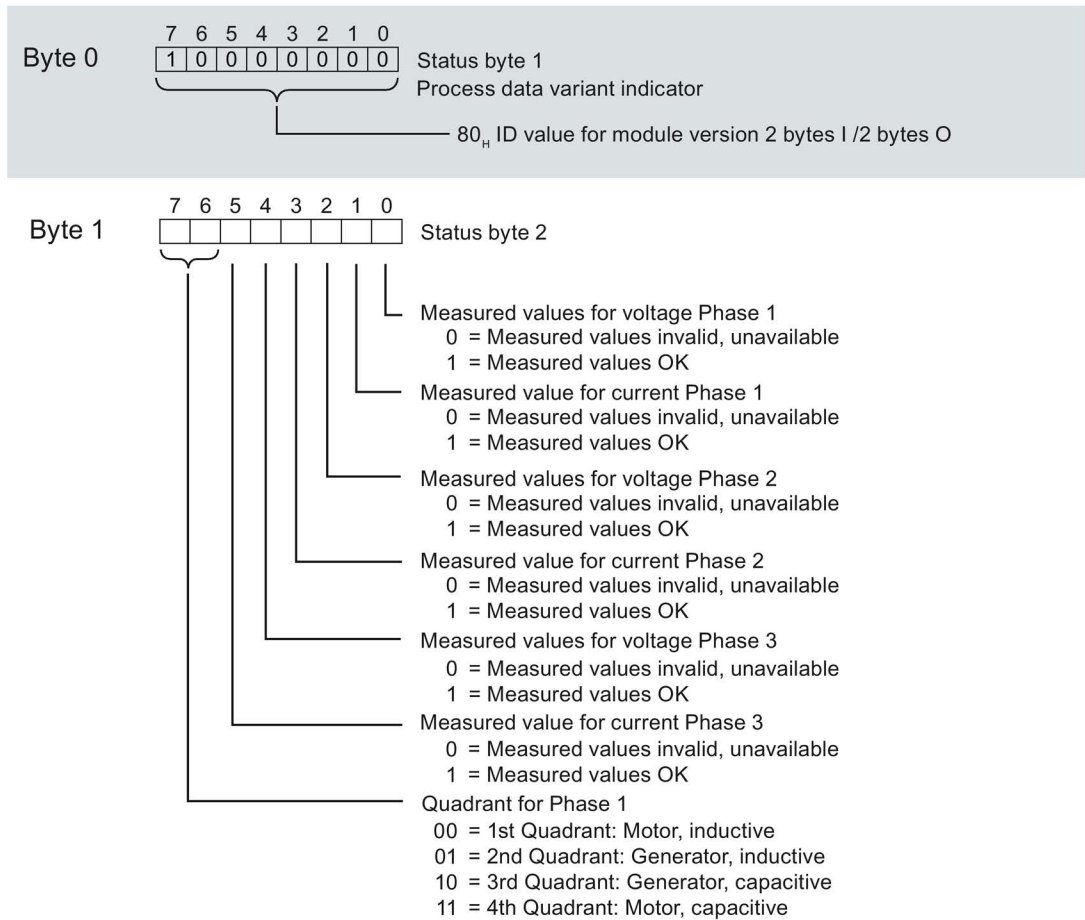 7 6 5 4 3 2 1 0
Byte 0 1 0 0 0 0 0 0 0 Status byte 1
Process data variant indicator
80H ID value for module version 2 bytes I /2 bytes O
7 6 5 4 3 2 1 0
Byte 1 Status byte 2
Measured values for voltage Phase 1
0 = Measured values invalid, unavailable
1 = Measured values OK
Measured value for current Phase 1
0 = Measured values invalid, unavailable
1 = Measured values OK
Measured values for voltage Phase 2
0 = Measured values invalid, unavailable
1 = Measured values OK
Measured value for current Phase 2
0 = Measured values invalid, unavailable
1 = Measured values OK
Measured values for voltage Phase 3
0 = Measured values invalid, unavailable
1 = Measured values OK
Measured value for current Phase 3
0 = Measured values invalid, unavailable
1 = Measured values OK
Quadrant for Phase 1
00 = 1st Quadrant: Motor, inductive
01 = 2nd Quadrant: Generator, inductive
10 = 3rd Quadrant: Generator, capacitive
11 = 4th Quadrant: Motor, capacitive